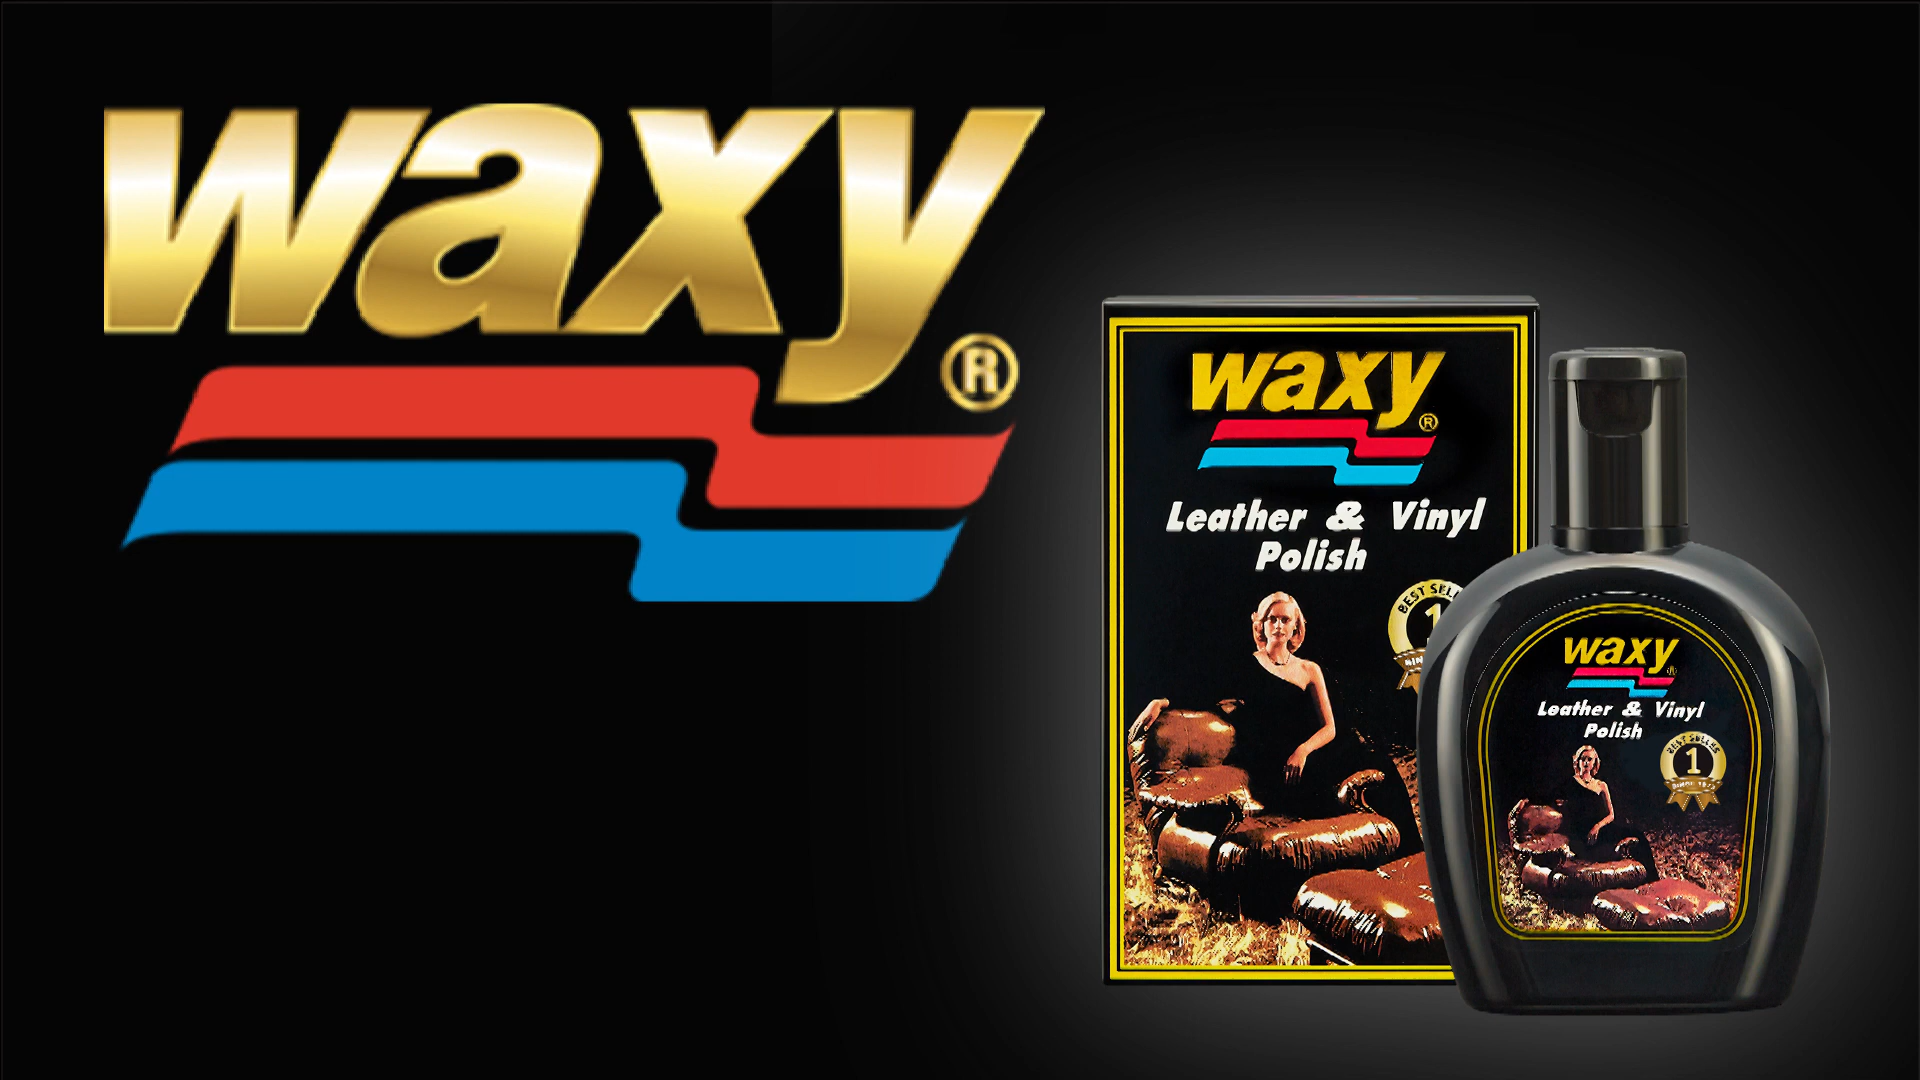 waxy
®
waxy
®
Leather & Vinyl
Polish
BEST SELL
1
waxy
®
Leather & Vinyl
Polish
BEST SELLER
1